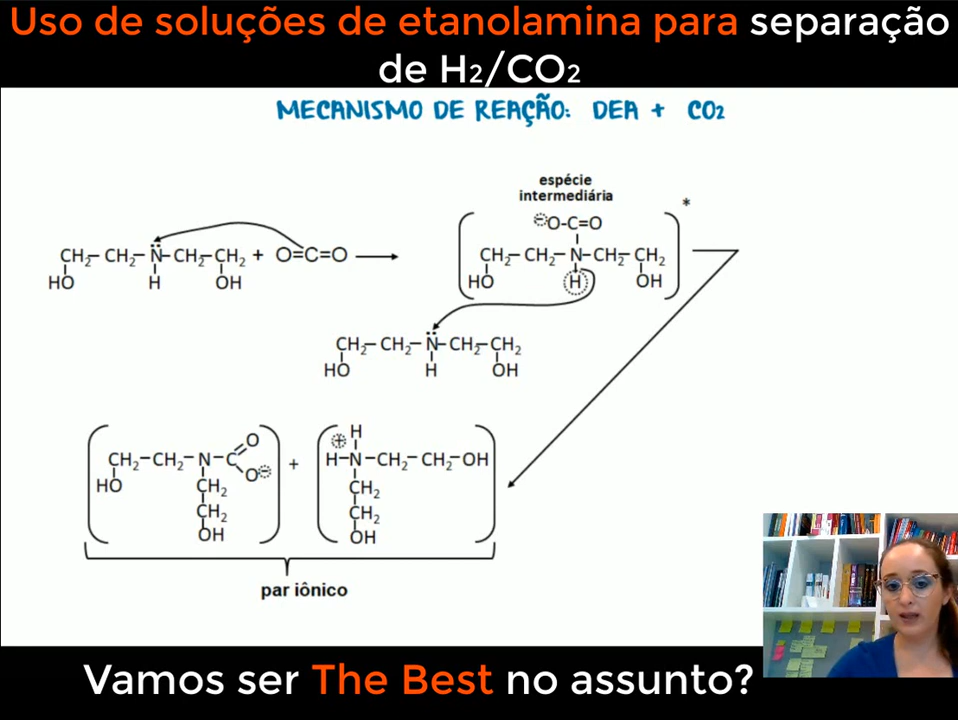 Uso de soluções de etanolamina para separação
de H₂/CO₂
MECANISMO DE REAÇÃO: DEA + CO₂
espécie
intermediária
*
⊖O-C=O
CH₂–CH₂–N̈–CH₂–CH₂ + O=C=O
CH₂–CH₂–N–CH₂–CH₂
HO H OH
HO H OH
CH₂–CH₂–N̈–CH₂–CH₂
HO H OH
O
H
⊕
CH₂–CH₂–N–C + H–N–CH₂–CH₂–OH
O⊖
HO CH₂ CH₂
CH₂ CH₂
OH OH
par iônico
Vamos ser The Best no assunto?